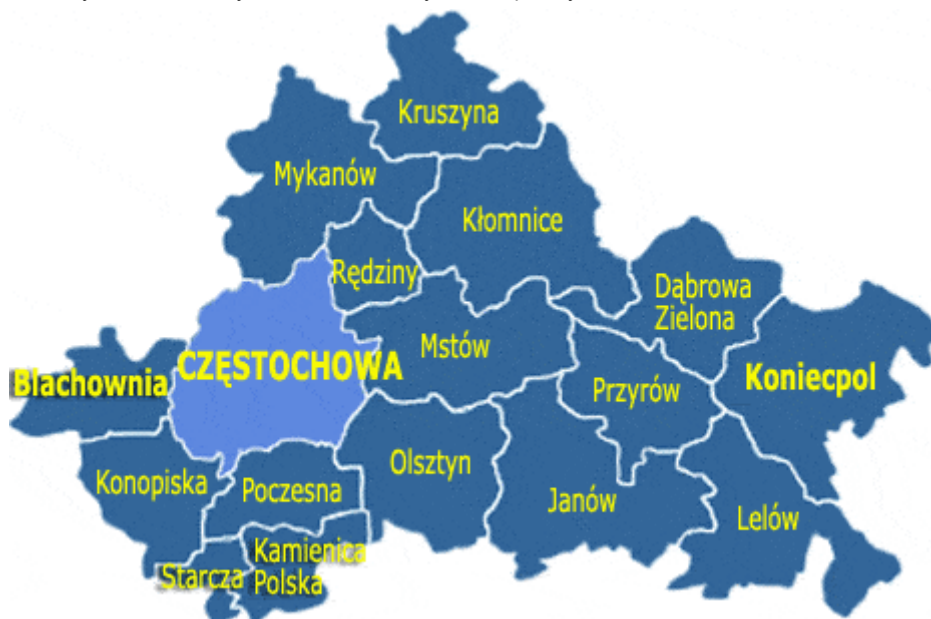 Kruszyna
Mykanów
Kłomnice
Rędziny
Dąbrowa
Zielona
Mstów
CZĘSTOCHOWA
Blachownia
Koniecpol
Przyrów
Olsztyn
Konopiska
Poczesna
Janów
Lelów
Kamienica
Polska
Starcza